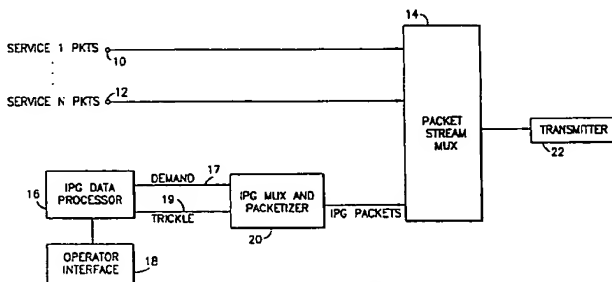 14
SERVICE 1 PKTS
10
SERVICE N PKTS
12
PACKET
STREAM
MUX
TRANSMITTER
22
DEMAND
17
16
IPG DATA
PROCESSOR
19
TRICKLE
IPG MUX AND
PACKETIZER
20
IPG PACKETS
OPERATOR
INTERFACE
18